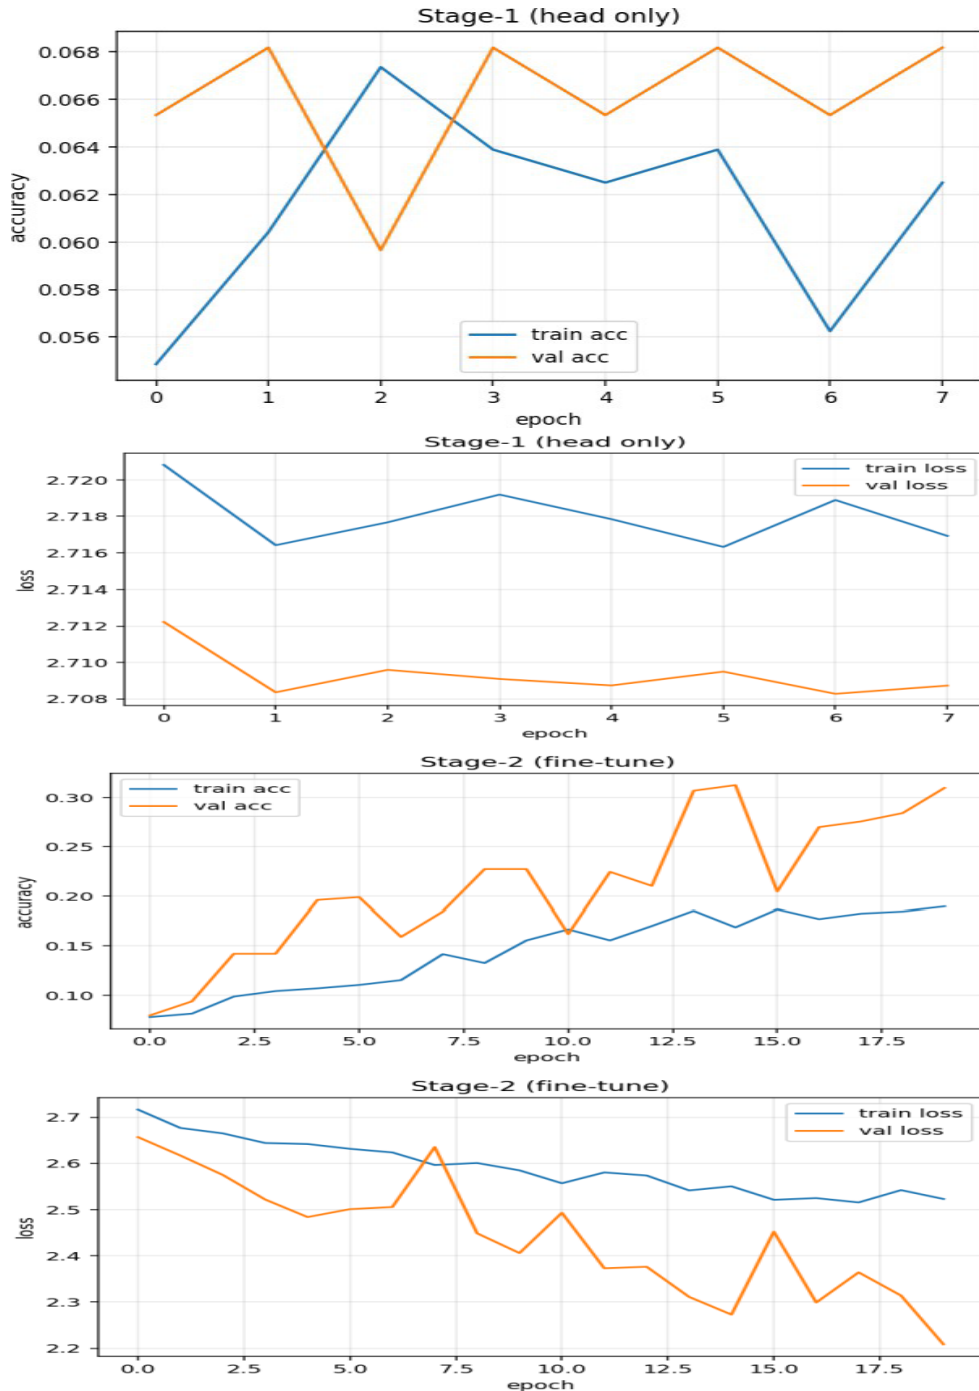 Stage-1 (head only)
0.068
0.066
0.064
0.062
0.060
0.058
0.056
accuracy
train acc
val acc
0 1 2 3 4 5 6 7
epoch
Stage-1 (head only)
2.720
2.718
2.716
2.714
2.712
2.710
2.708
loss
train loss
val loss
0 1 2 3 4 5 6 7
epoch
Stage-2 (fine-tune)
0.30
0.25
0.20
0.15
0.10
accuracy
train acc
val acc
0.0 2.5 5.0 7.5 10.0 12.5 15.0 17.5
epoch
Stage-2 (fine-tune)
2.7
2.6
2.5
2.4
2.3
2.2
loss
train loss
val loss
0.0 2.5 5.0 7.5 10.0 12.5 15.0 17.5
epoch